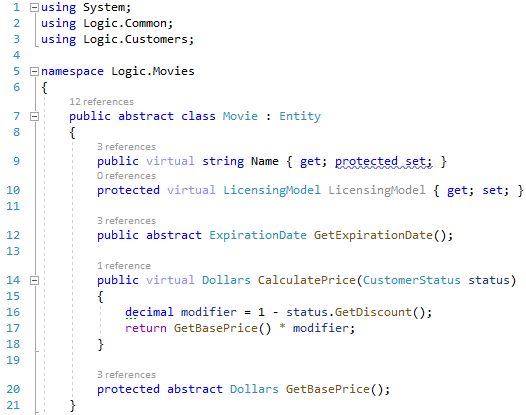 1 using System;
2 using Logic.Common;
3 using Logic.Customers;
4
5 namespace Logic.Movies
6 {
12 references
7 public abstract class Movie : Entity
8 {
3 references
9 public virtual string Name { get; protected set; }
0 references
10 protected virtual LicensingModel LicensingModel { get; set; }
11
3 references
12 public abstract ExpirationDate GetExpirationDate();
13
1 reference
14 public virtual Dollars CalculatePrice(CustomerStatus status)
15 {
16 decimal modifier = 1 - status.GetDiscount();
17 return GetBasePrice() * modifier;
18 }
19
3 references
20 protected abstract Dollars GetBasePrice();
21 }